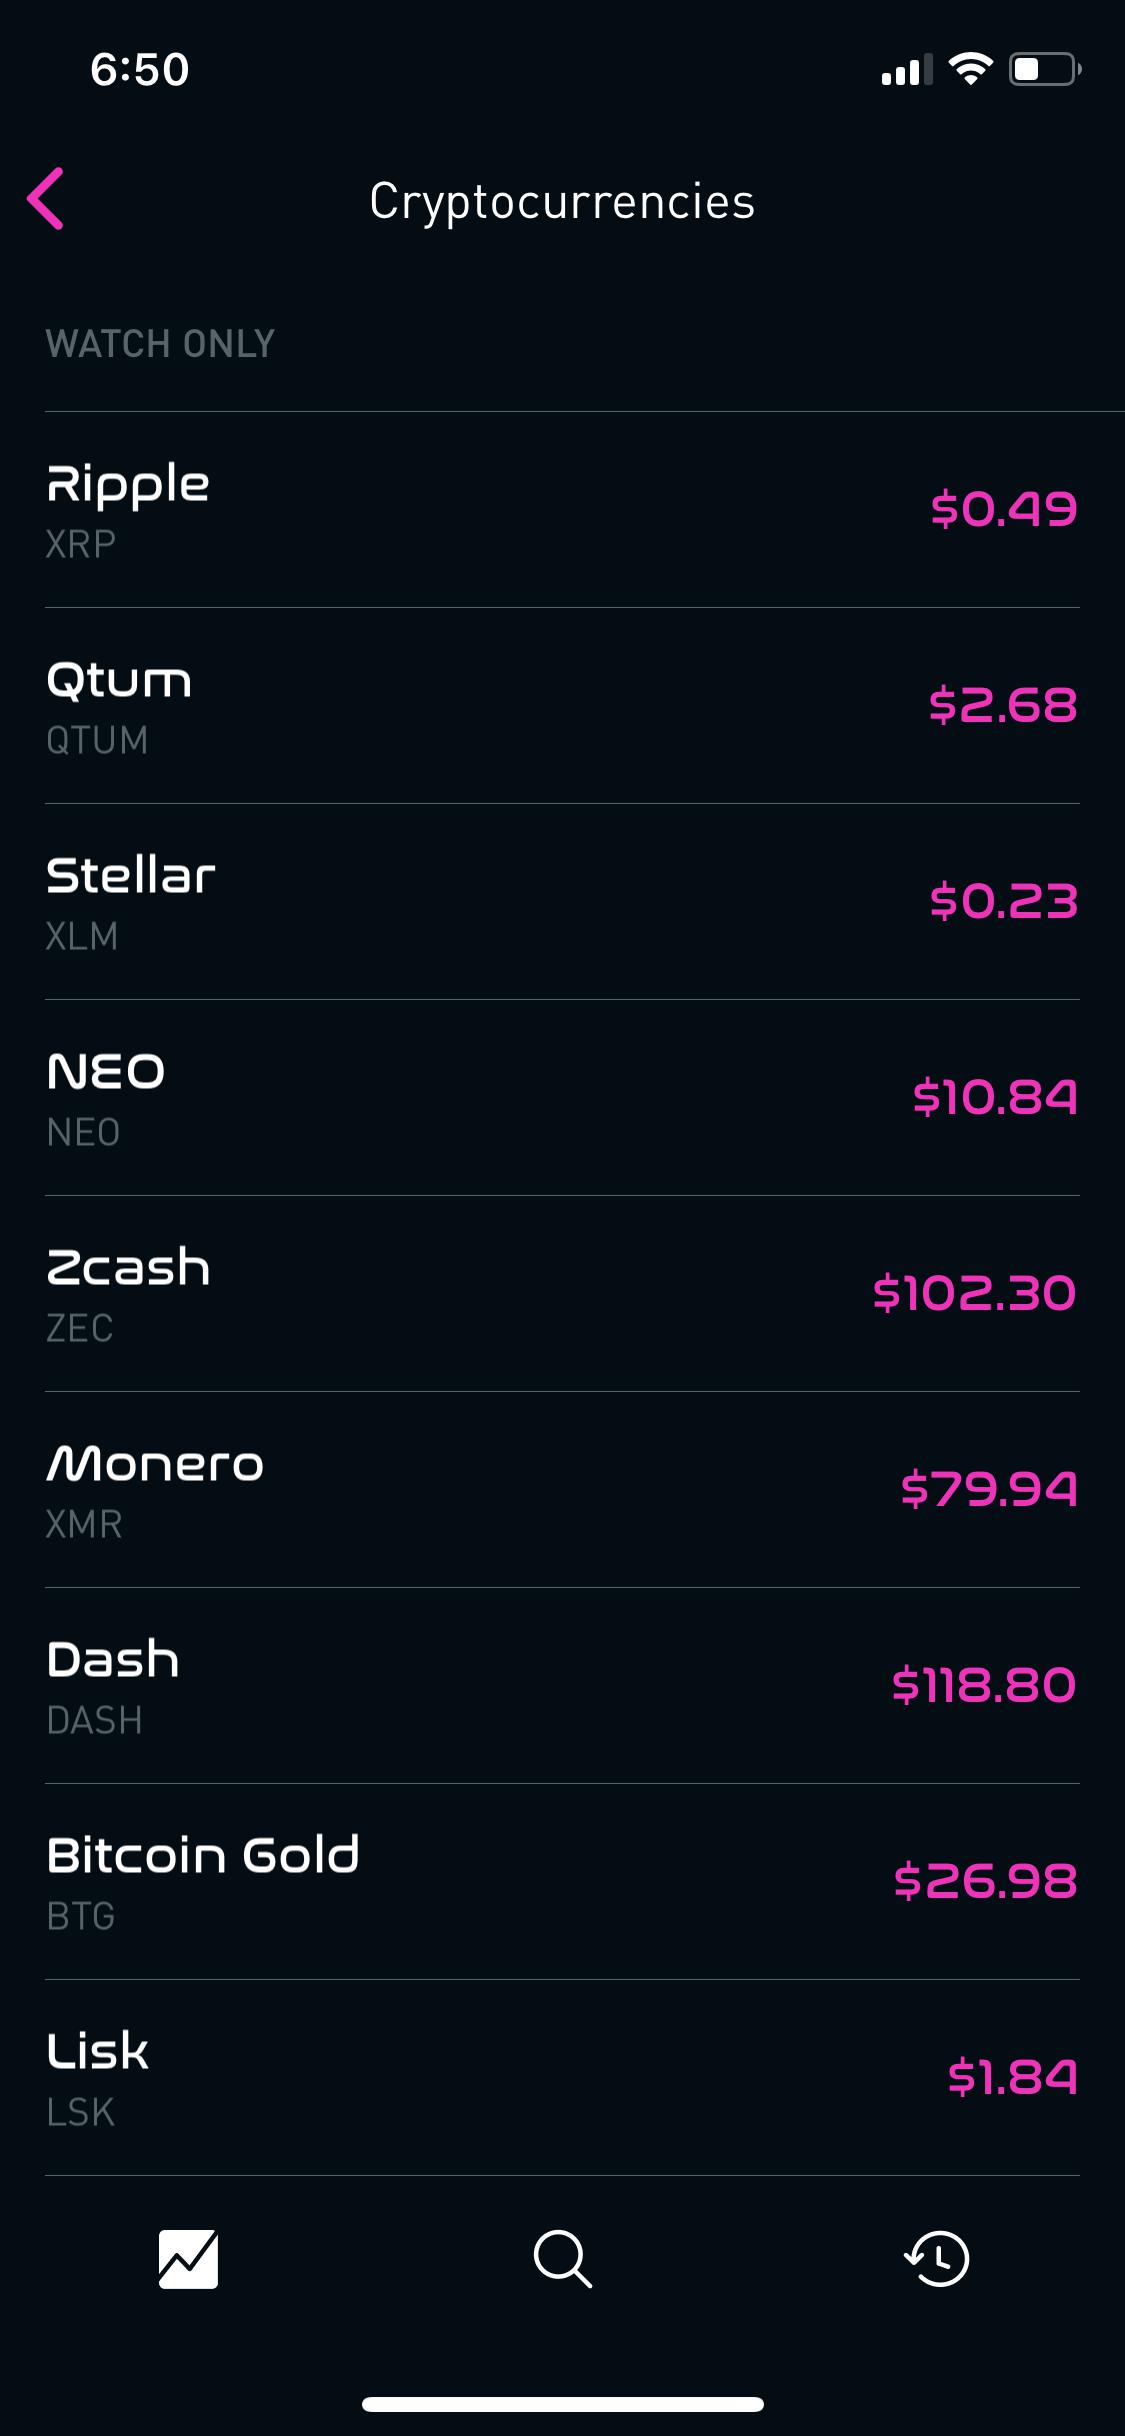 6:50
Cryptocurrencies
WATCH ONLY
Ripple
$0.49
XRP
Qtum
$2.68
QTUM
Stellar
$0.23
XLM
NEO
$10.84
NEO
Zcash
$102.30
ZEC
Monero
$79.94
XMR
Dash
$118.80
DASH
Bitcoin Gold
$26.98
BTG
Lisk
$1.84
LSK